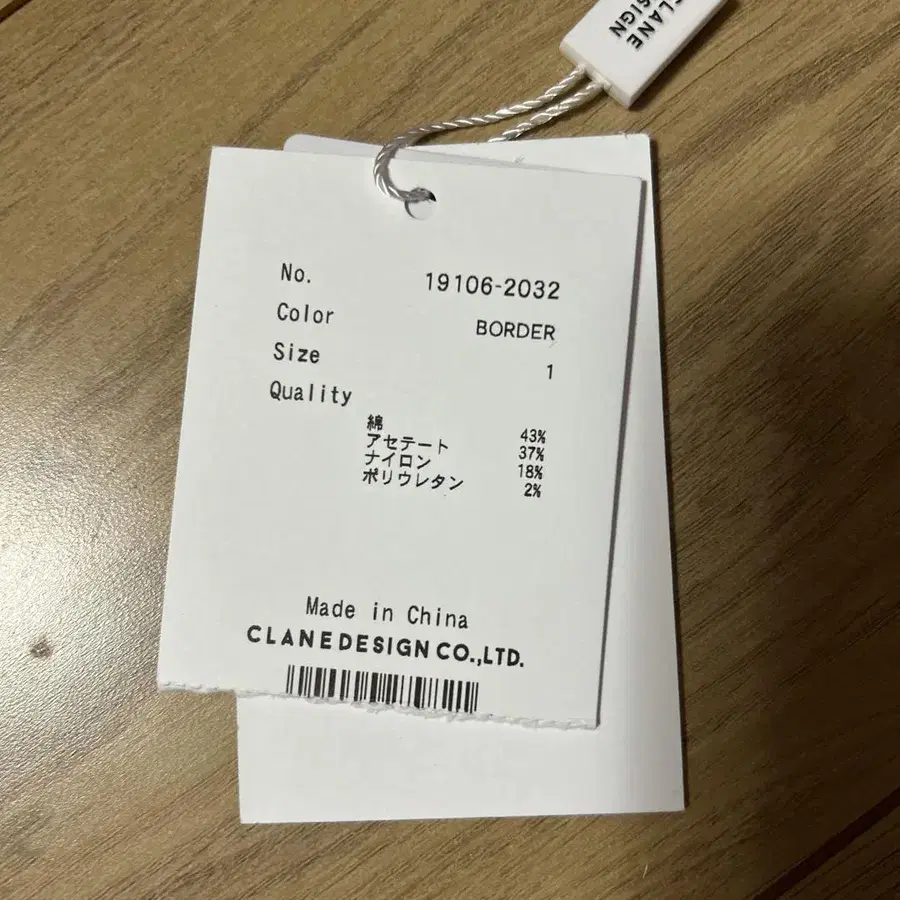 CLANE
DESIGN
No. 19106-2032
Color BORDER
Size 1
Quality
綿 43%
アセテート 37%
ナイロン 18%
ポリウレタン 2%
Made in China
CLANEDESIGN CO.,LTD.